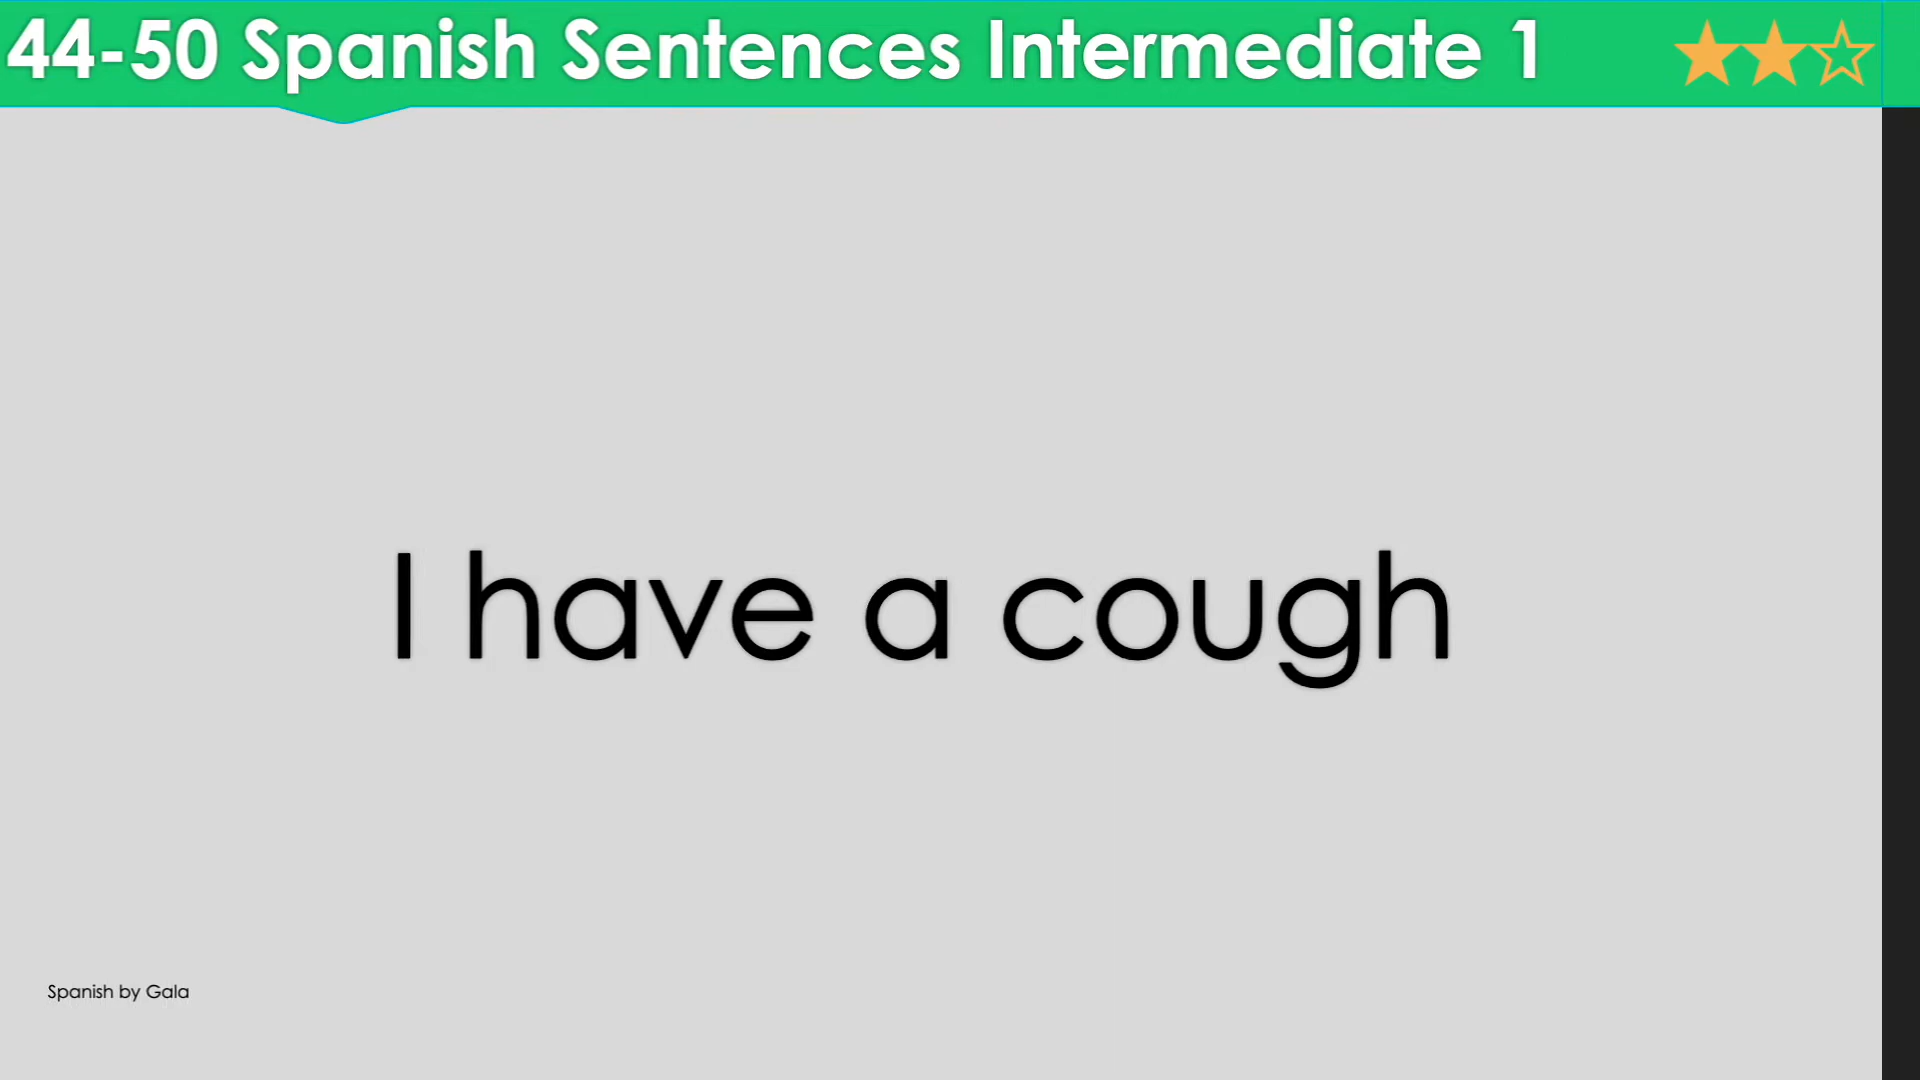 44-50 Spanish Sentences Intermediate 1
I have a cough
Spanish by Gala